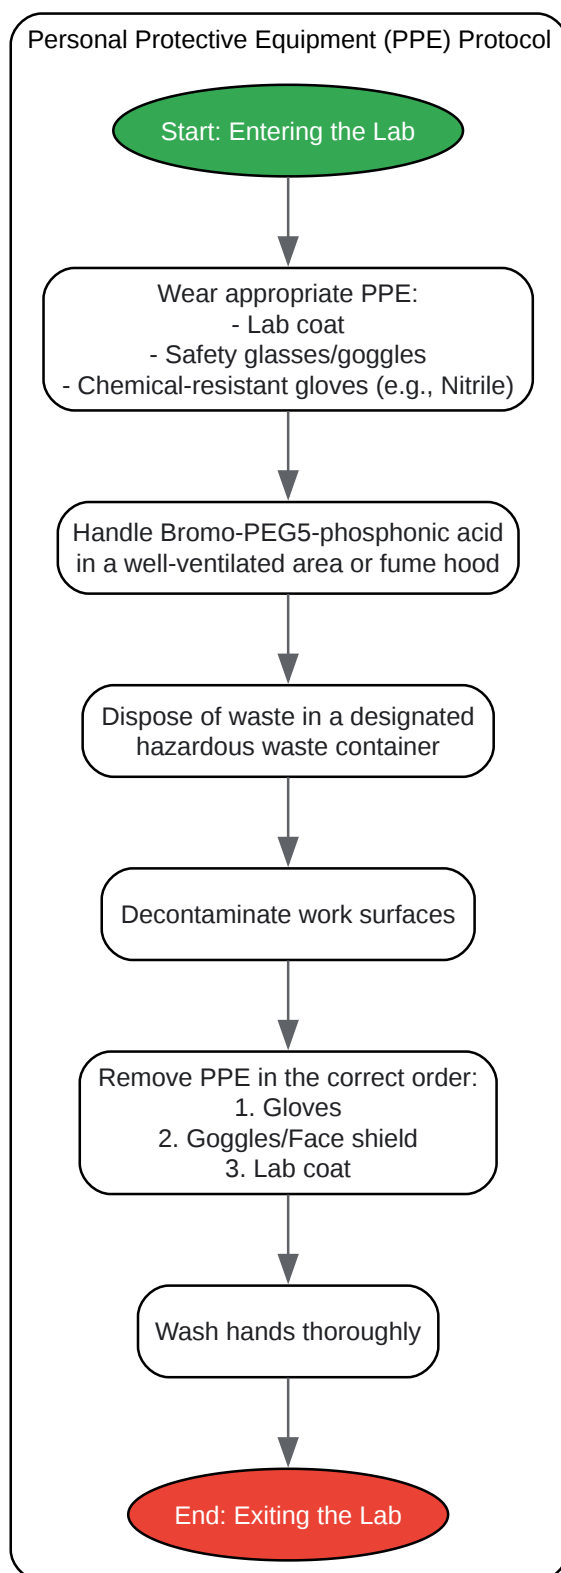 Personal Protective Equipment (PPE) Protocol
Start: Entering the Lab
Wear appropriate PPE:
- Lab coat
- Safety glasses/goggles
- Chemical-resistant gloves (e.g., Nitrile)
Handle Bromo-PEG5-phosphonic acid
in a well-ventilated area or fume hood
Dispose of waste in a designated
hazardous waste container
Decontaminate work surfaces
Remove PPE in the correct order:
1. Gloves
2. Goggles/Face shield
3. Lab coat
Wash hands thoroughly
End: Exiting the Lab